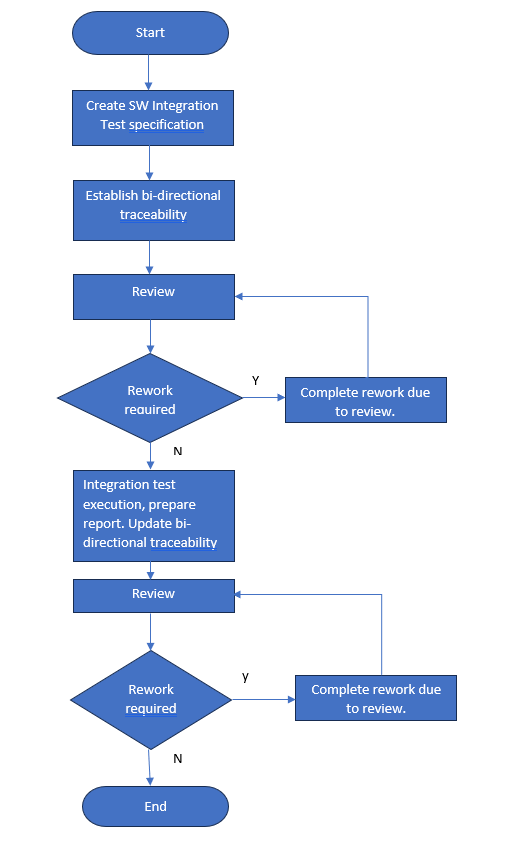 Start
Create SW Integration
Test specification
Establish bi-directional
traceability
Review
Rework
required
Y
Complete rework due
to review.
N
Integration test
execution, prepare
report. Update bi-
directional traceability
Review
Rework
required
y
Complete rework due
to review.
N
End